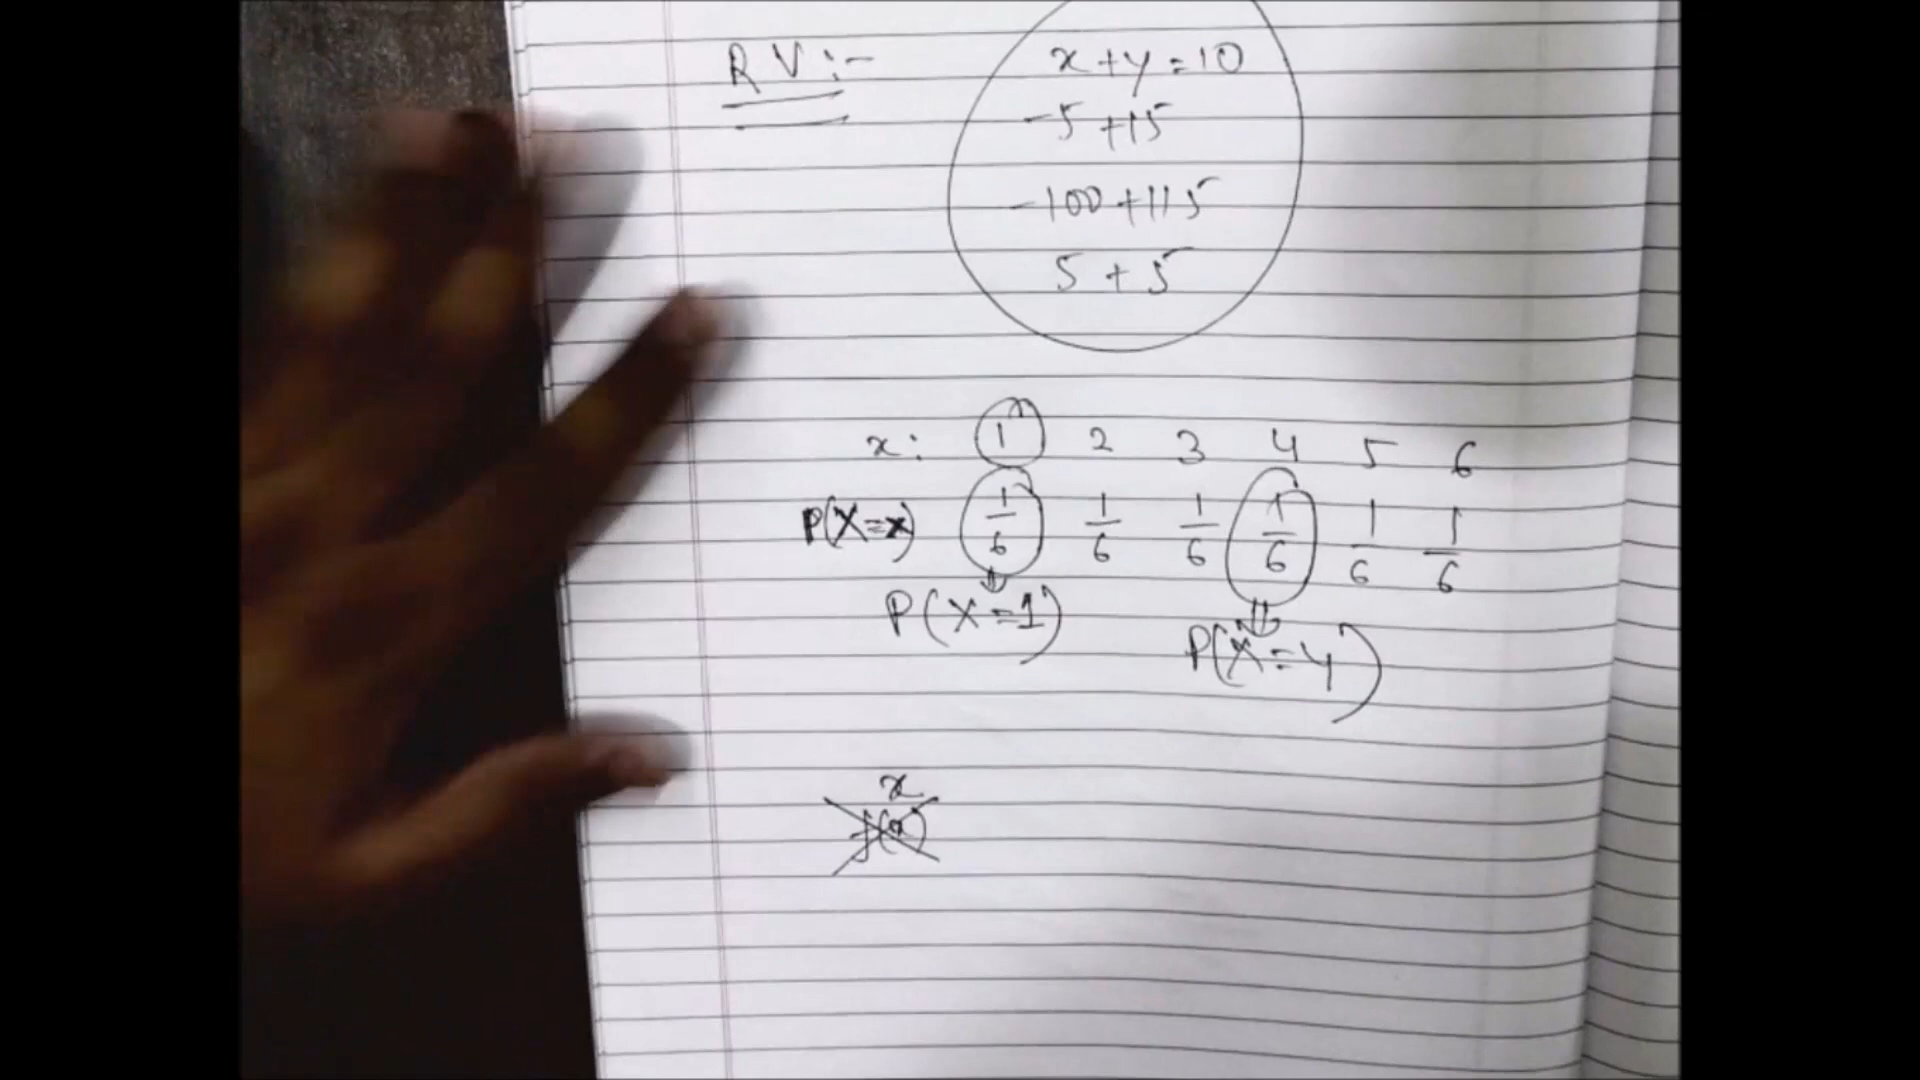 RV:-
x+y=10
-5+15
-100+115
5+5
x: 1 2 3 4 5 6
P(X=x) 1/6 1/6 1/6 1/6 1/6 1/6
P(X=1)
P(X=4)
x
f(x)